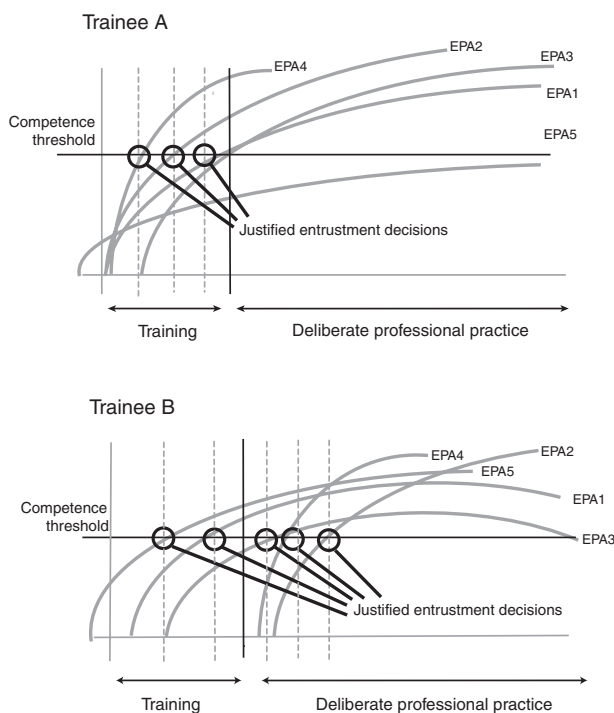 Trainee A
EPA2
EPA3
EPA4
EPA1
Competence
threshold
EPA5
Justified entrustment decisions
Training
Deliberate professional practice
Trainee B
EPA4
EPA2
EPA5
EPA1
Competence
threshold
EPA3
Justified entrustment decisions
Training
Deliberate professional practice